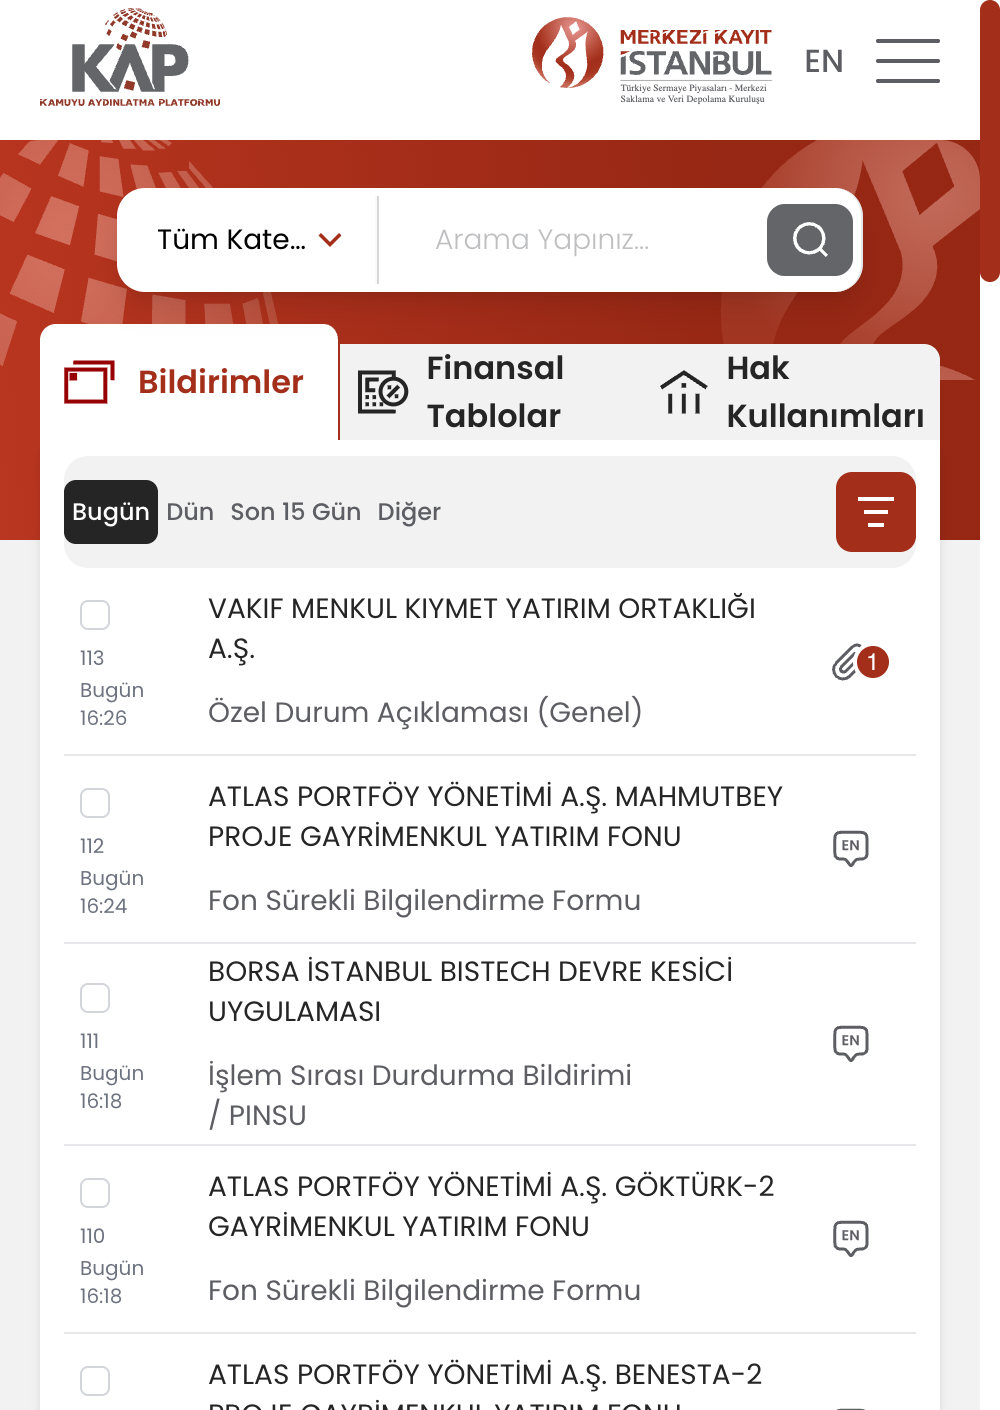 KAP
KAMUYU AYDINLATMA PLATFORMU
MERKEZİ KAYIT
İSTANBUL
Türkiye Sermaye Piyasaları - Merkezi
Saklama ve Veri Depolama Kuruluşu
EN
Tüm Kate...
Arama Yapınız...
Bildirimler
Finansal
Tablolar
Hak
Kullanımları
Bugün Dün Son 15 Gün Diğer
VAKIF MENKUL KIYMET YATIRIM ORTAKLIĞI
A.Ş.
113
Bugün
16:26
Özel Durum Açıklaması (Genel)
1
ATLAS PORTFÖY YÖNETİMİ A.Ş. MAHMUTBEY
PROJE GAYRİMENKUL YATIRIM FONU
112
Bugün
16:24
Fon Sürekli Bilgilendirme Formu
EN
BORSA İSTANBUL BISTECH DEVRE KESİCİ
UYGULAMASI
111
Bugün
16:18
İşlem Sırası Durdurma Bildirimi
/ PINSU
EN
ATLAS PORTFÖY YÖNETİMİ A.Ş. GÖKTÜRK-2
GAYRİMENKUL YATIRIM FONU
110
Bugün
16:18
Fon Sürekli Bilgilendirme Formu
EN
ATLAS PORTFÖY YÖNETİMİ A.Ş. BENESTA-2
PROJE GAYRİMENKUL YATIRIM FONU